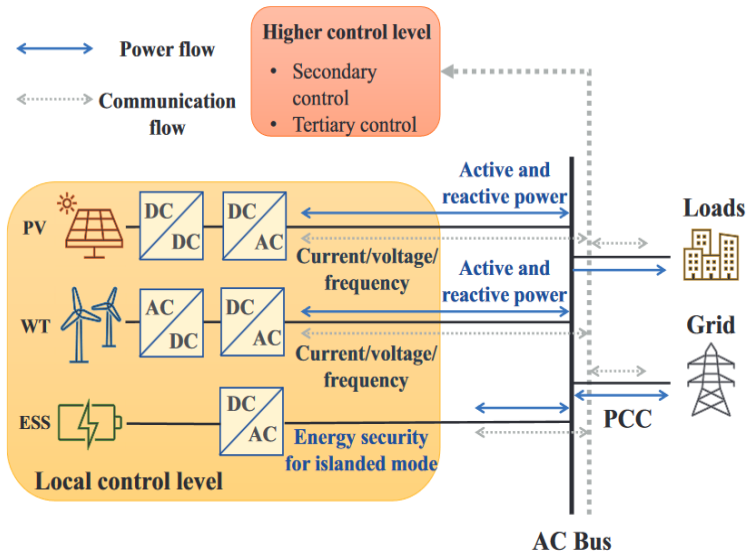 Higher control level
• Secondary
control
• Tertiary control
Power flow
Communication
flow
Active and
reactive power
Loads
PV
DC
DC
DC
AC
Current/voltage/
frequency
Active and
reactive power
Grid
WT
AC
DC
DC
AC
Current/voltage/
frequency
PCC
ESS
DC
AC
Energy security
for islanded mode
Local control level
AC Bus